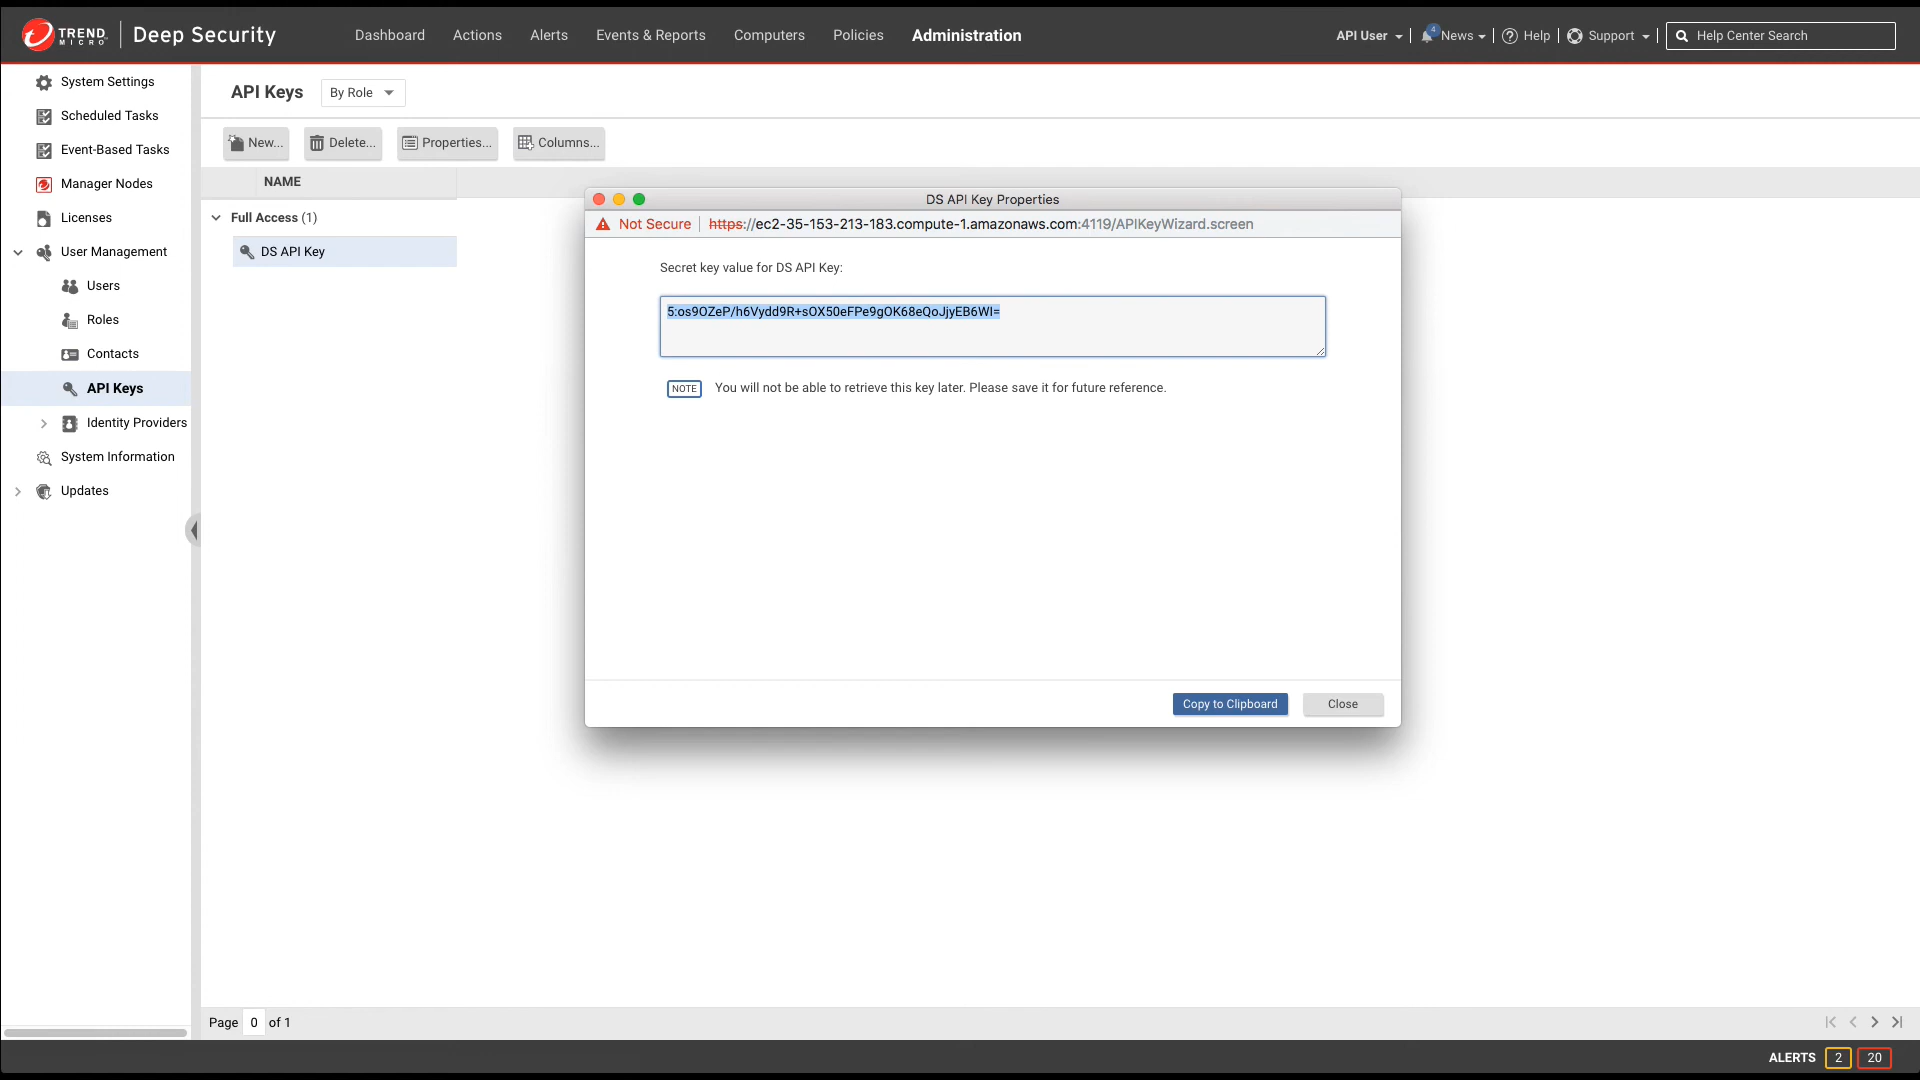 TREND MICRO Deep Security Dashboard Actions Alerts Events & Reports Computers Policies Administration API User 4 News Help Support Help Center Search
System Settings
Scheduled Tasks
Event-Based Tasks
Manager Nodes
Licenses
User Management
Users
Roles
Contacts
API Keys
Identity Providers
System Information
Updates
API Keys By Role
New... Delete... Properties... Columns...
NAME
Full Access (1)
DS API Key
DS API Key Properties
Not Secure https://ec2-35-153-213-183.compute-1.amazonaws.com:4119/APIKeyWizard.screen
Secret key value for DS API Key:
5:os9OZeP/h6Vydd9R+sOX50eFPe9gOK68eQoJjyEB6WI=
NOTE You will not be able to retrieve this key later. Please save it for future reference.
Copy to Clipboard Close
Page 0 of 1
ALERTS 2 20